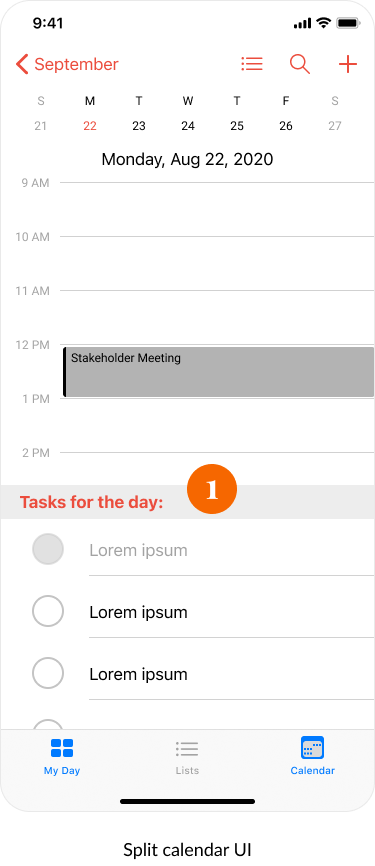 9:41
September
S M T W T F S
21 22 23 24 25 26 27
Monday, Aug 22, 2020
9 AM
10 AM
11 AM
12 PM
Stakeholder Meeting
1 PM
2 PM
Tasks for the day:
1
Lorem ipsum
Lorem ipsum
Lorem ipsum
My Day Lists Calendar
Split calendar UI